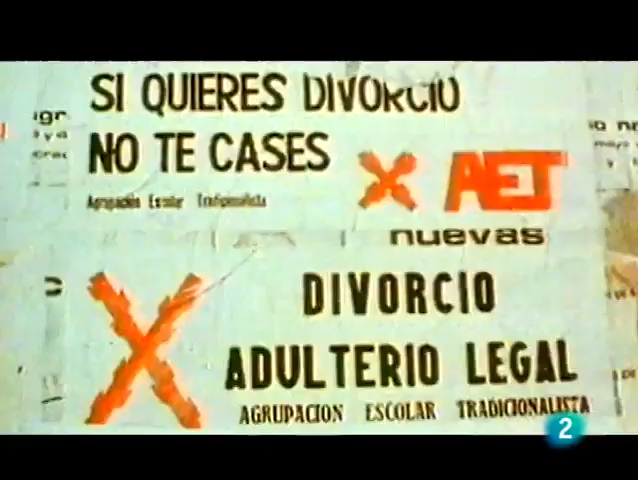 SI QUIERES DIVORCIO
NO TE CASES
AET
Agrupación Escolar Tradicionalista
nuevas
DIVORCIO
ADULTERIO LEGAL
AGRUPACION ESCOLAR TRADICIONALISTA
2